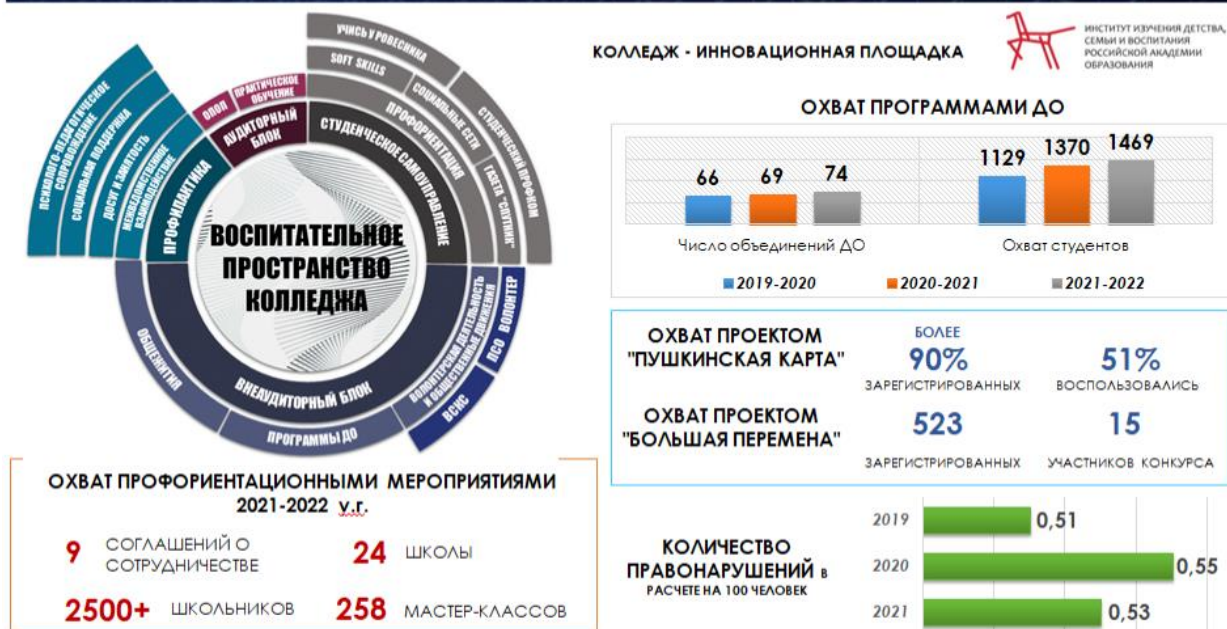 УЧИСЬ У РОВЕСНИКА
SOFT SKILLS
СОЦИАЛЬНЫЕ СЕТИ
СТУДЕНЧЕСКИЙ ПРОФКОМ
ПРОФОРИЕНТАЦИЯ
ГАЗЕТА "СПУТНИК"
СТУДЕНЧЕСКОЕ САМОУПРАВЛЕНИЕ
ОПОП
ПРАКТИЧЕСКОЕ
ОБУЧЕНИЕ
АУДИТОРНЫЙ
БЛОК
ПСИХОЛОГО-ПЕДАГОГИЧЕСКОЕ
СОПРОВОЖДЕНИЕ
СОЦИАЛЬНАЯ ПОДДЕРЖКА
ДОСУГ И ЗАНЯТОСТЬ
МЕЖВЕДОМСТВЕННОЕ
ВЗАИМОДЕЙСТВИЕ
ПРОФИЛАКТИКА
ВОСПИТАТЕЛЬНОЕ
ПРОСТРАНСТВО
КОЛЛЕДЖА
ОБЩЕЖИТИЯ
ВНЕАУДИТОРНЫЙ БЛОК
ПРОГРАММЫ ДО
ВОЛОНТЕРСКАЯ ДЕЯТЕЛЬНОСТЬ
И ОБЩЕСТВЕННЫЕ ДВИЖЕНИЯ
ПСО ВОЛОНТЕР
ВСКС
ОХВАТ ПРОФОРИЕНТАЦИОННЫМИ МЕРОПРИЯТИЯМИ
2021-2022 у.г.
9 СОГЛАШЕНИЙ О
СОТРУДНИЧЕСТВЕ
24 ШКОЛЫ
2500+ ШКОЛЬНИКОВ
258 МАСТЕР-КЛАССОВ
КОЛЛЕДЖ - ИННОВАЦИОННАЯ ПЛОЩАДКА
ИНСТИТУТ ИЗУЧЕНИЯ ДЕТСТВА,
СЕМЬИ И ВОСПИТАНИЯ
РОССИЙСКОЙ АКАДЕМИИ
ОБРАЗОВАНИЯ
ОХВАТ ПРОГРАММАМИ ДО
66 69 74 1129 1370 1469
Число объединений ДО Охват студентов
2019-2020 2020-2021 2021-2022
ОХВАТ ПРОЕКТОМ
"ПУШКИНСКАЯ КАРТА"
БОЛЕЕ
90% 51%
ЗАРЕГИСТРИРОВАННЫХ ВОСПОЛЬЗОВАЛИСЬ
ОХВАТ ПРОЕКТОМ
"БОЛЬШАЯ ПЕРЕМЕНА"
523 15
ЗАРЕГИСТРИРОВАННЫХ УЧАСТНИКОВ КОНКУРСА
КОЛИЧЕСТВО
ПРАВОНАРУШЕНИЙ В
РАСЧЕТЕ НА 100 ЧЕЛОВЕК
2019 0,51
2020 0,55
2021 0,53